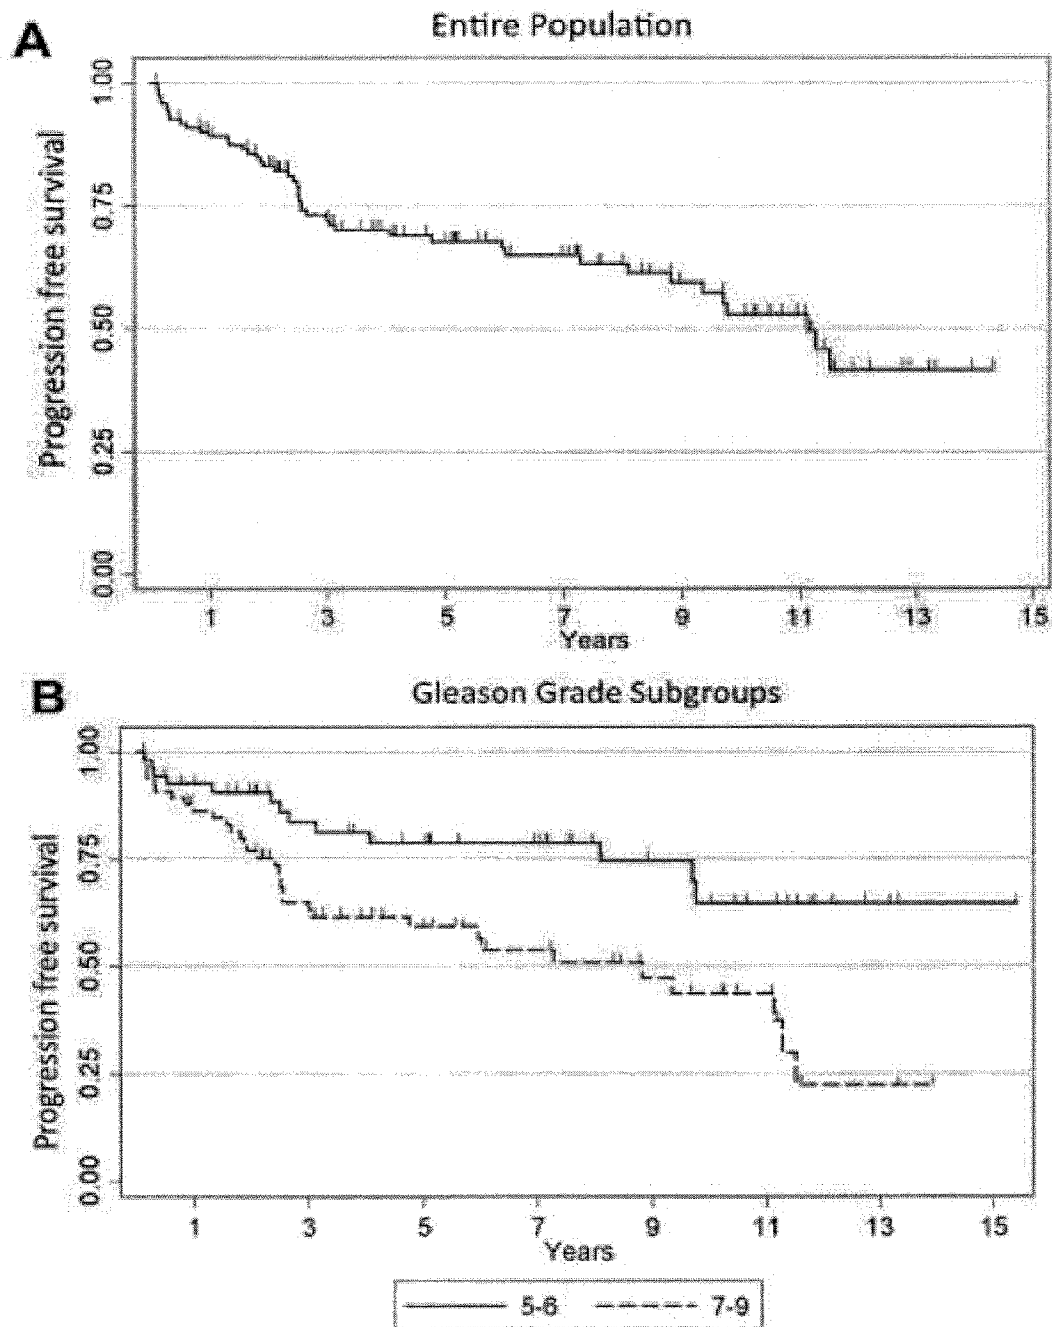 A
Entire Population
Progression free survival
1.00
0.75
0.50
0.25
0.00
1 3 5 7 9 11 13 15
Years
B
Gleason Grade Subgroups
Progression free survival
1.00
0.75
0.50
0.25
0.00
1 3 5 7 9 11 13 15
Years
5-6 7-9